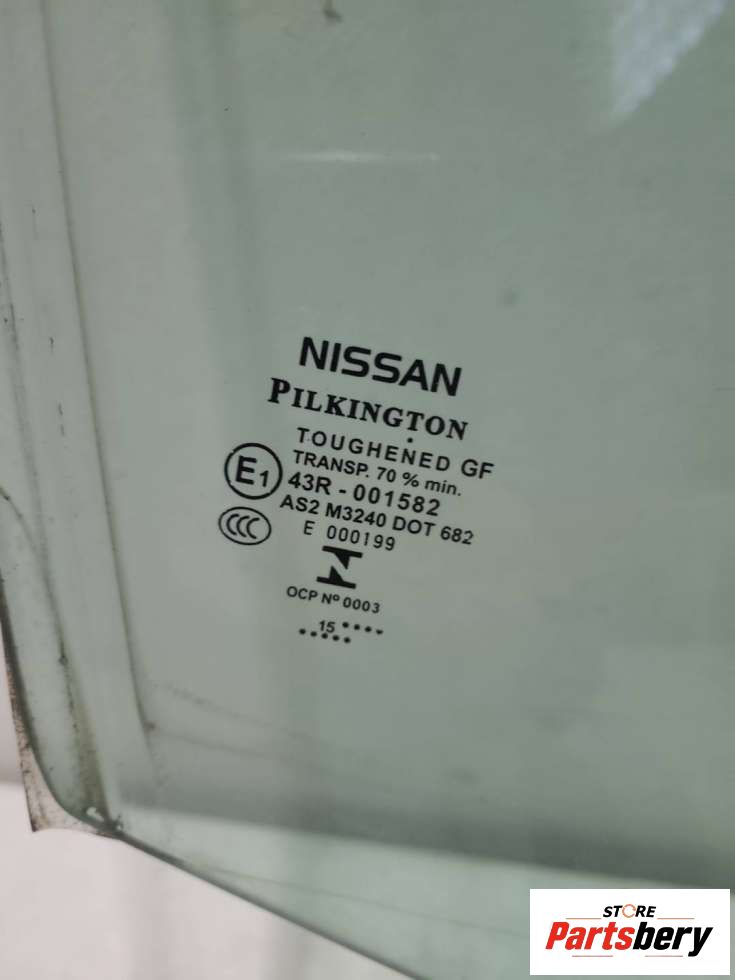 NISSAN
PILKINGTON
TOUGHENED GF
TRANSP. 70 % min.
E1
43R - 001582
AS2 M3240 DOT 682
CCC
E 000199
N
OCP Nº 0003
15
STORE
Partsbery